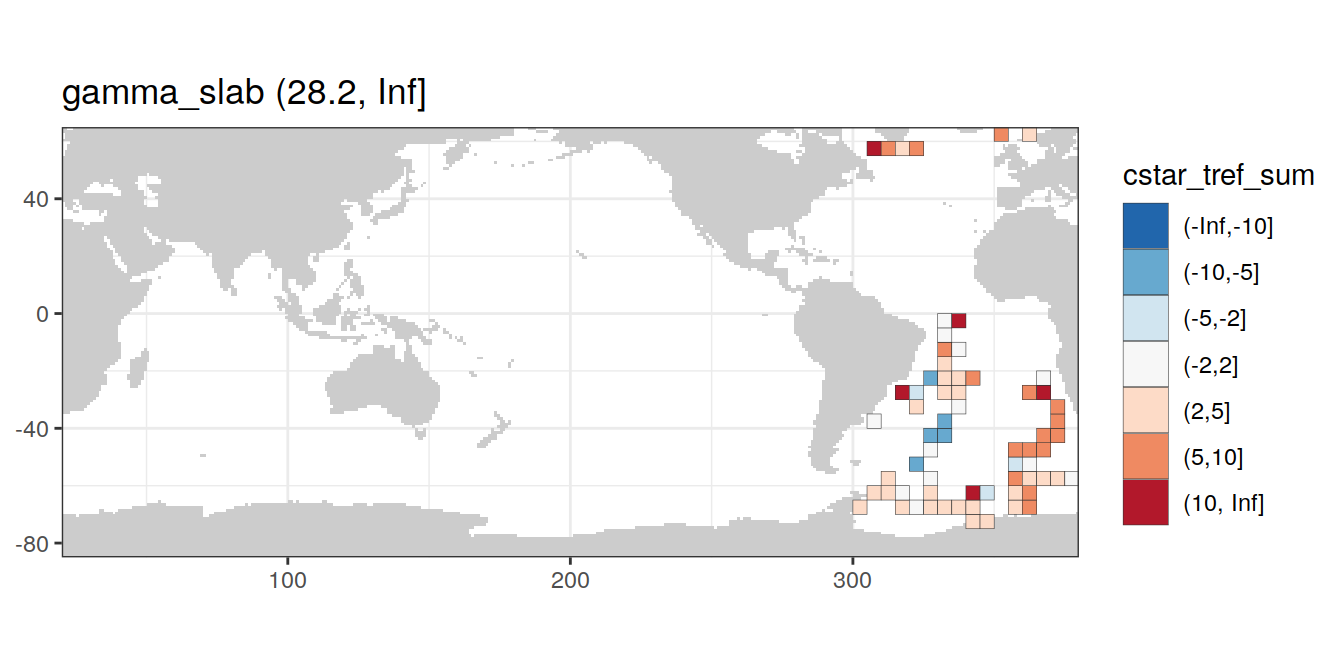 gamma_slab (28.2, Inf]
cstar_tref_sum
(-Inf,-10]
(-10,-5]
(-5,-2]
(-2,2]
(2,5]
(5,10]
(10, Inf]
40
0
-40
-80
100 200 300